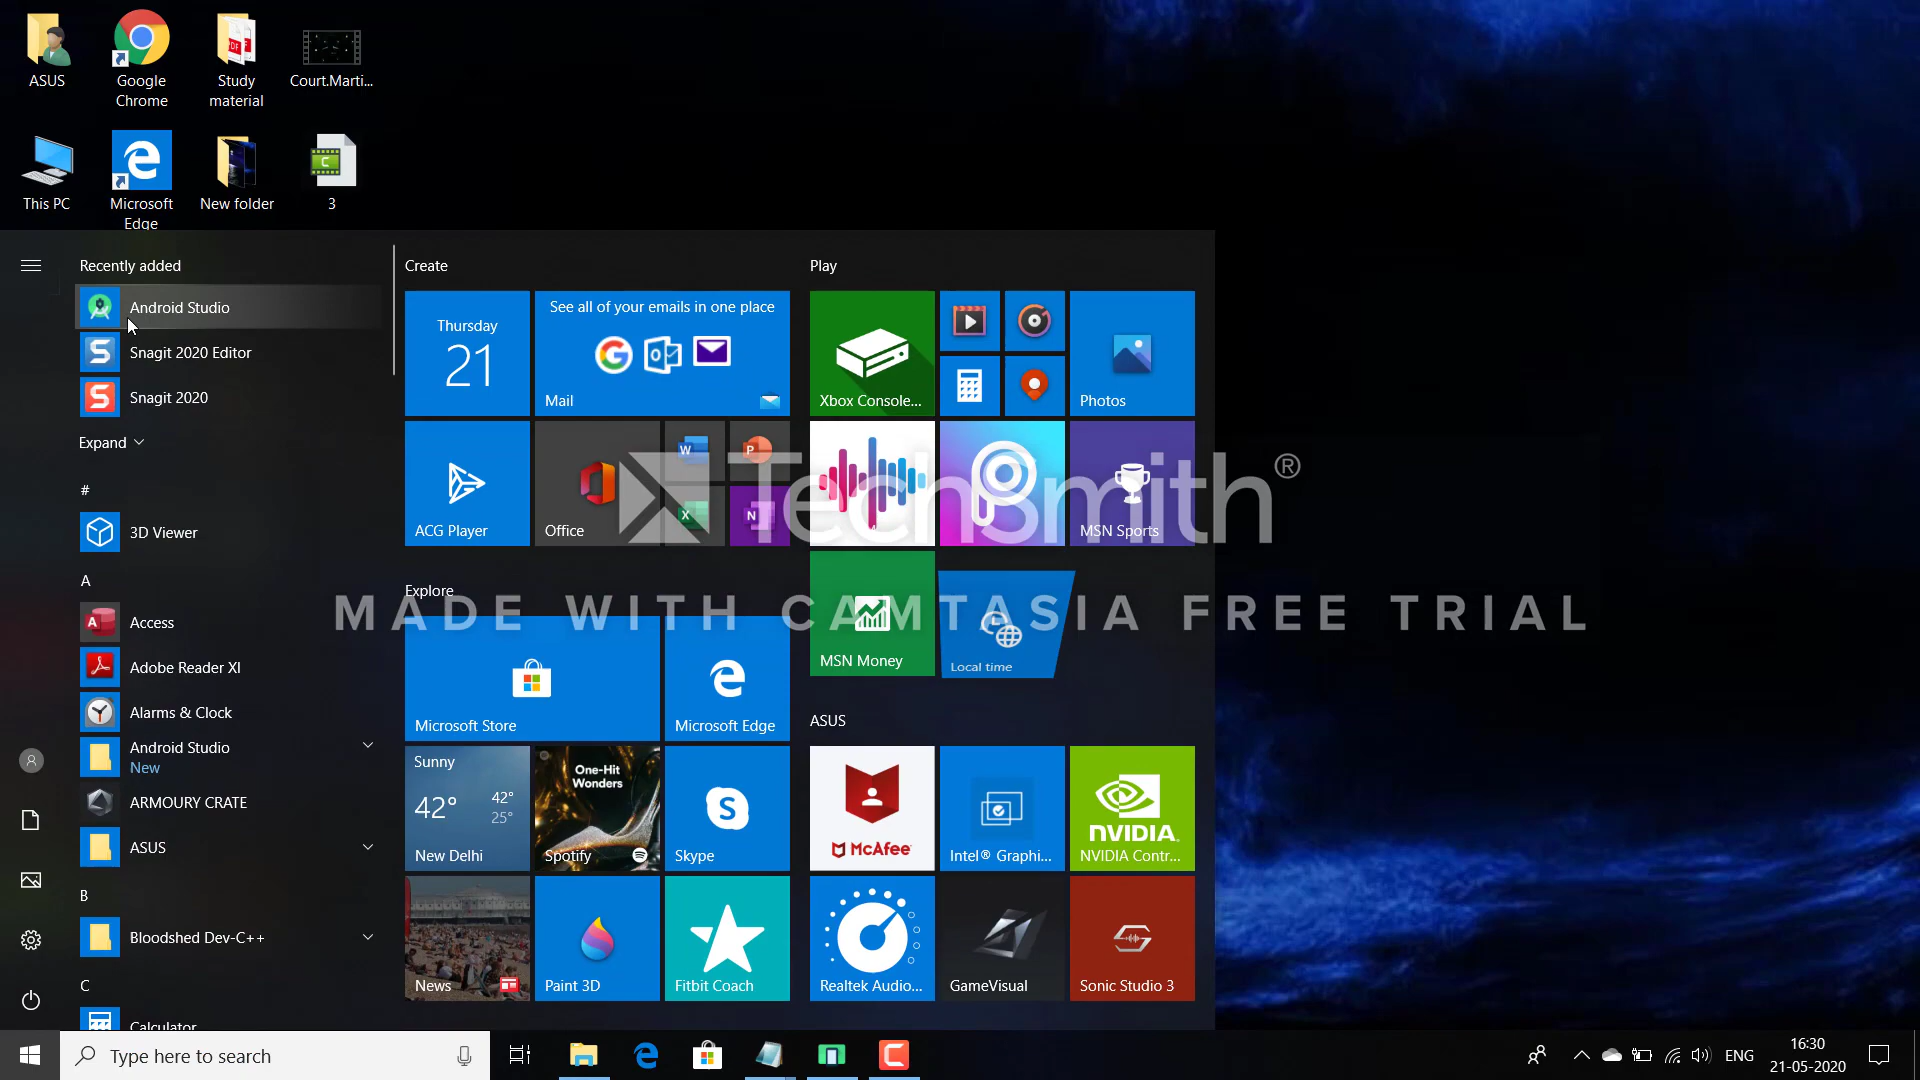 ASUS
Google
Chrome
Study
material
Court.Marti...
This PC
Microsoft
Edge
New folder
3
Recently added
Android Studio
Snagit 2020 Editor
Snagit 2020
Expand
#
3D Viewer
A
Access
Adobe Reader XI
Alarms & Clock
Android Studio
New
ARMOURY CRATE
ASUS
B
Bloodshed Dev-C++
C
Calculator
Create
Thursday
21
See all of your emails in one place
Mail
ACG Player
Office
Explore
Microsoft Store
Microsoft Edge
Sunny
42°
42°
25°
New Delhi
One-Hit
Wonders
Spotify
Skype
News
Paint 3D
Fitbit Coach
Play
Xbox Console...
Photos
MSN Sports
MSN Money
Local time
ASUS
McAfee
Intel® Graphi...
NVIDIA
NVIDIA Contr...
Realtek Audio...
GameVisual
Sonic Studio 3
TechSmith®
MADE WITH CAMTASIA FREE TRIAL
Type here to search
ENG
16:30
21-05-2020